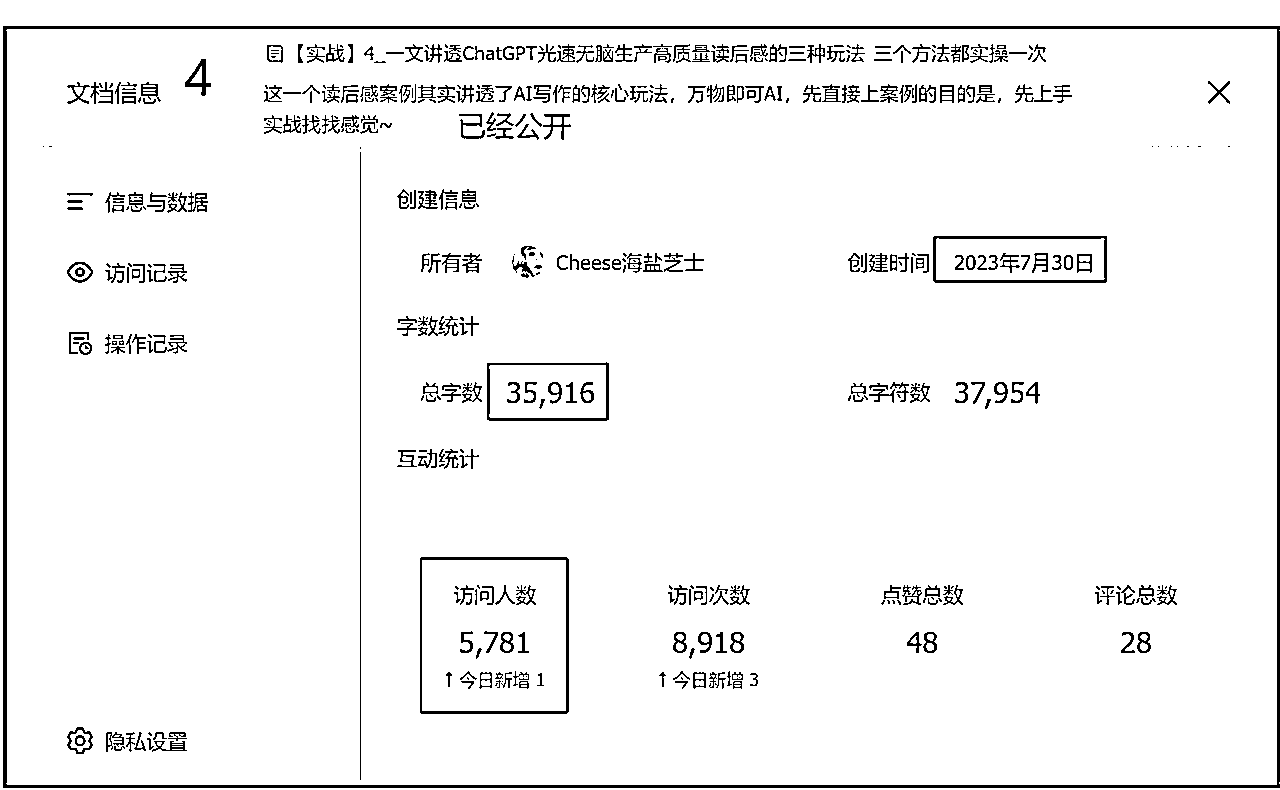 文档信息 4
【实战】4_一文讲透ChatGPT光速无脑生产高质量读后感的三种玩法 三个方法都实操一次
这一个读后感案例其实讲透了AI写作的核心玩法，万物即可AI，先直接上案例的目的是，先上手
实战找找感觉~
已经公开
信息与数据
访问记录
操作记录
隐私设置
创建信息
所有者 Cheese海盐芝士 创建时间 2023年7月30日
字数统计
总字数 35,916 总字符数 37,954
互动统计
访问人数 访问次数 点赞总数 评论总数
5,781 8,918 48 28
↑ 今日新增 1 ↑ 今日新增 3